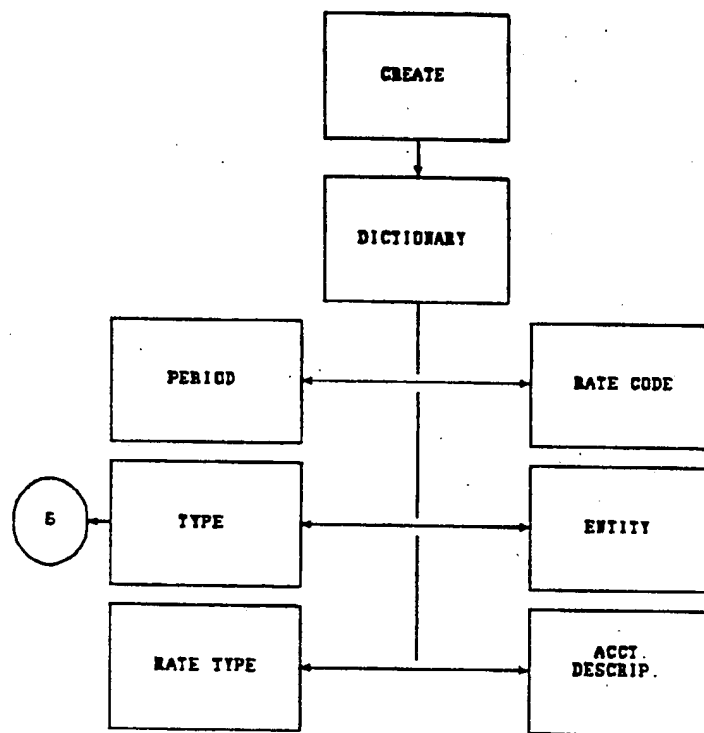 CREATE
DICTIONARY
PERIOD
RATE CODE
5
TYPE
ENTITY
RATE TYPE
ACCT.
DESCRIP.